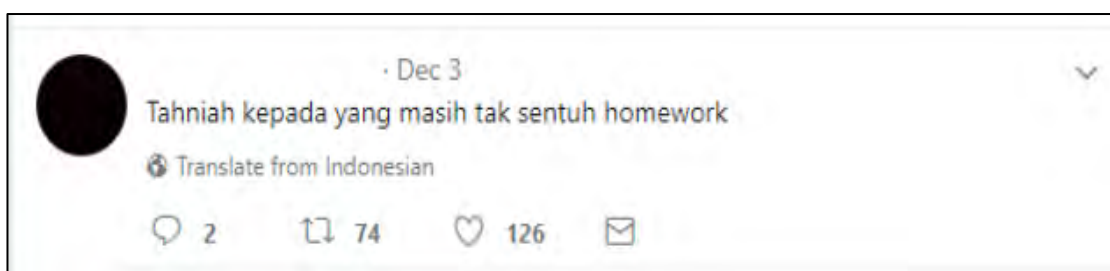 · Dec 3
Tahniah kepada yang masih tak sentuh homework
Translate from Indonesian
2 74 126